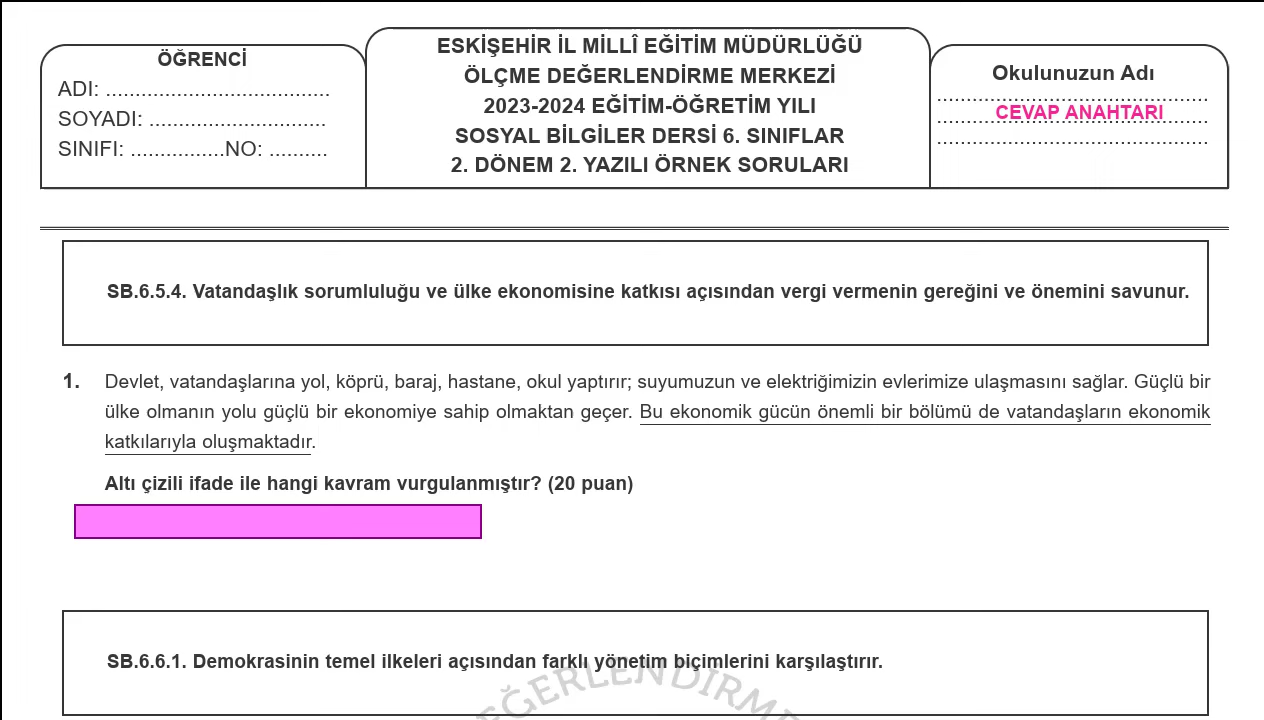 ÖĞRENCİ
ADI: ......................................
SOYADI: ..............................
SINIFI: ................NO: ..........
ESKİŞEHİR İL MİLLÎ EĞİTİM MÜDÜRLÜĞÜ
ÖLÇME DEĞERLENDİRME MERKEZİ
2023-2024 EĞİTİM-ÖĞRETİM YILI
SOSYAL BİLGİLER DERSİ 6. SINIFLAR
2. DÖNEM 2. YAZILI ÖRNEK SORULARI
Okulunuzun Adı
CEVAP ANAHTARI
SB.6.5.4. Vatandaşlık sorumluluğu ve ülke ekonomisine katkısı açısından vergi vermenin gereğini ve önemini savunur.
1. Devlet, vatandaşlarına yol, köprü, baraj, hastane, okul yaptırır; suyumuzun ve elektriğimizin evlerimize ulaşmasını sağlar. Güçlü bir
ülke olmanın yolu güçlü bir ekonomiye sahip olmaktan geçer. Bu ekonomik gücün önemli bir bölümü de vatandaşların ekonomik
katkılarıyla oluşmaktadır.
Altı çizili ifade ile hangi kavram vurgulanmıştır? (20 puan)
SB.6.6.1. Demokrasinin temel ilkeleri açısından farklı yönetim biçimlerini karşılaştırır.
DEĞERLENDİRME